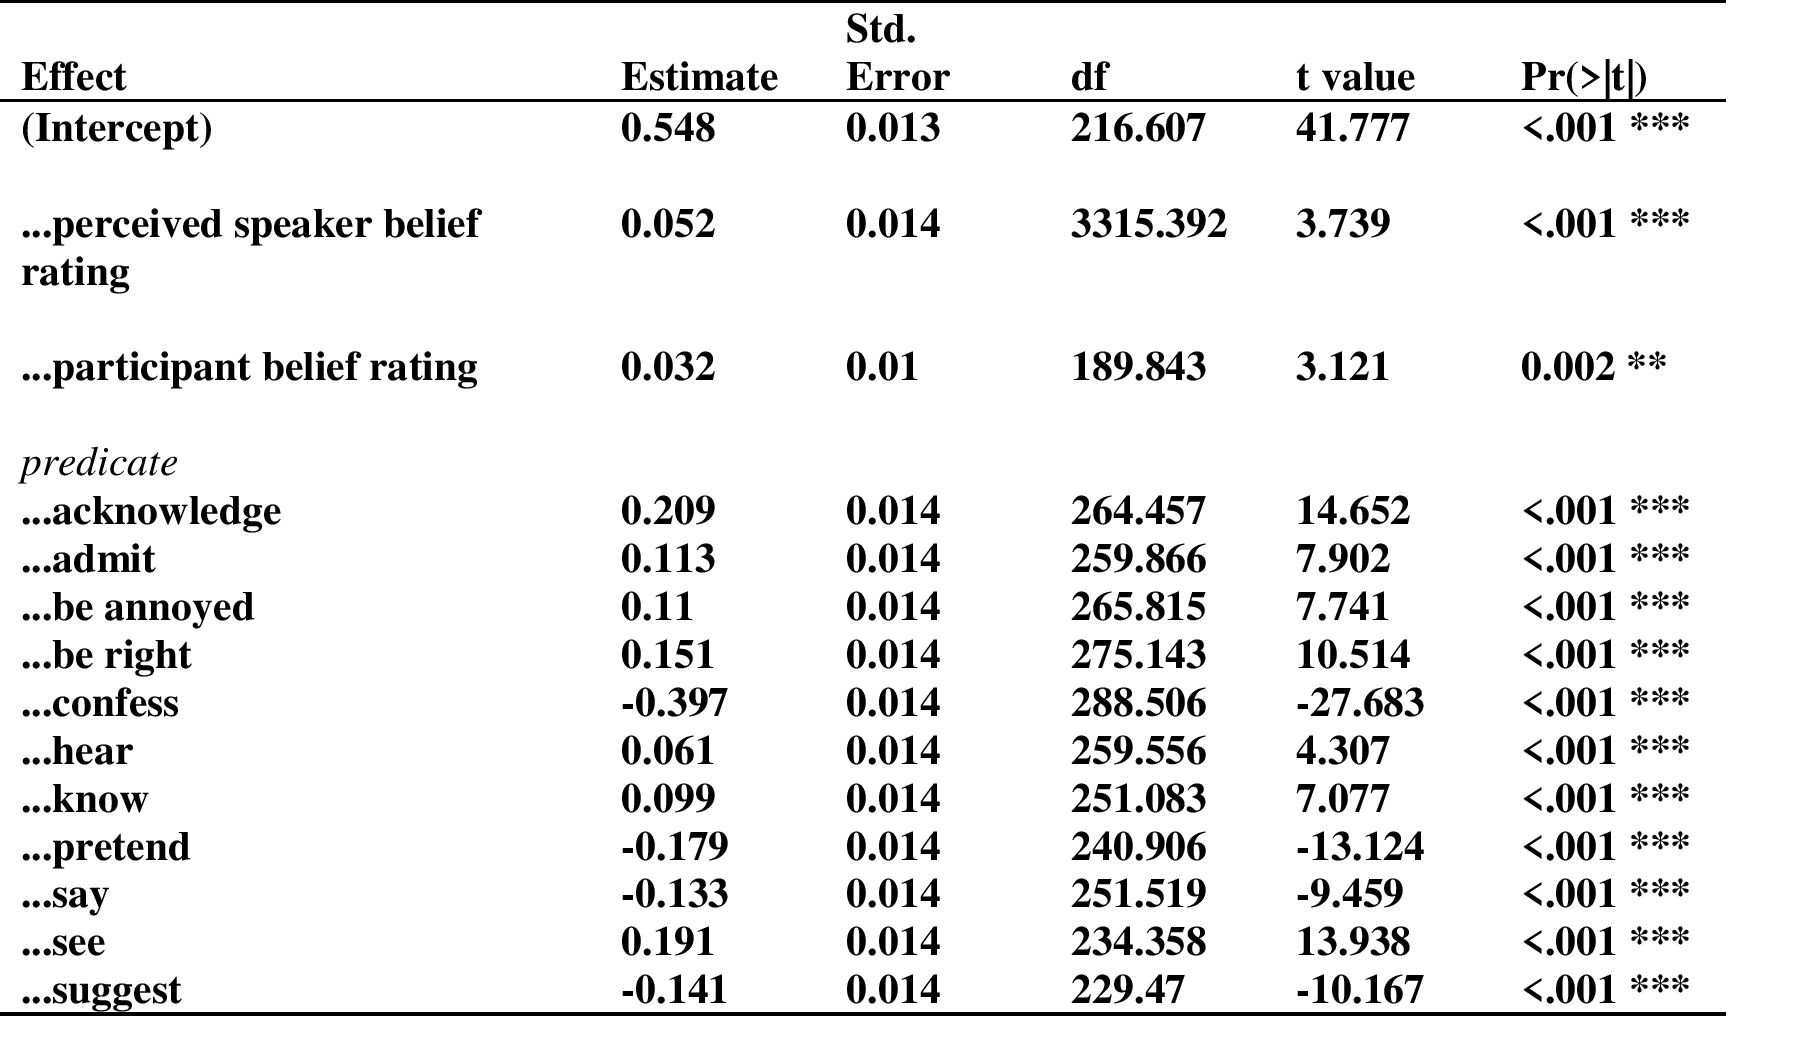 Std.
Effect Estimate Error df t value Pr(>|t|)
(Intercept) 0.548 0.013 216.607 41.777 <.001 ***
...perceived speaker belief 0.052 0.014 3315.392 3.739 <.001 ***
rating
...participant belief rating 0.032 0.01 189.843 3.121 0.002 **
predicate
...acknowledge 0.209 0.014 264.457 14.652 <.001 ***
...admit 0.113 0.014 259.866 7.902 <.001 ***
...be annoyed 0.11 0.014 265.815 7.741 <.001 ***
...be right 0.151 0.014 275.143 10.514 <.001 ***
...confess -0.397 0.014 288.506 -27.683 <.001 ***
...hear 0.061 0.014 259.556 4.307 <.001 ***
...know 0.099 0.014 251.083 7.077 <.001 ***
...pretend -0.179 0.014 240.906 -13.124 <.001 ***
...say -0.133 0.014 251.519 -9.459 <.001 ***
...see 0.191 0.014 234.358 13.938 <.001 ***
...suggest -0.141 0.014 229.47 -10.167 <.001 ***